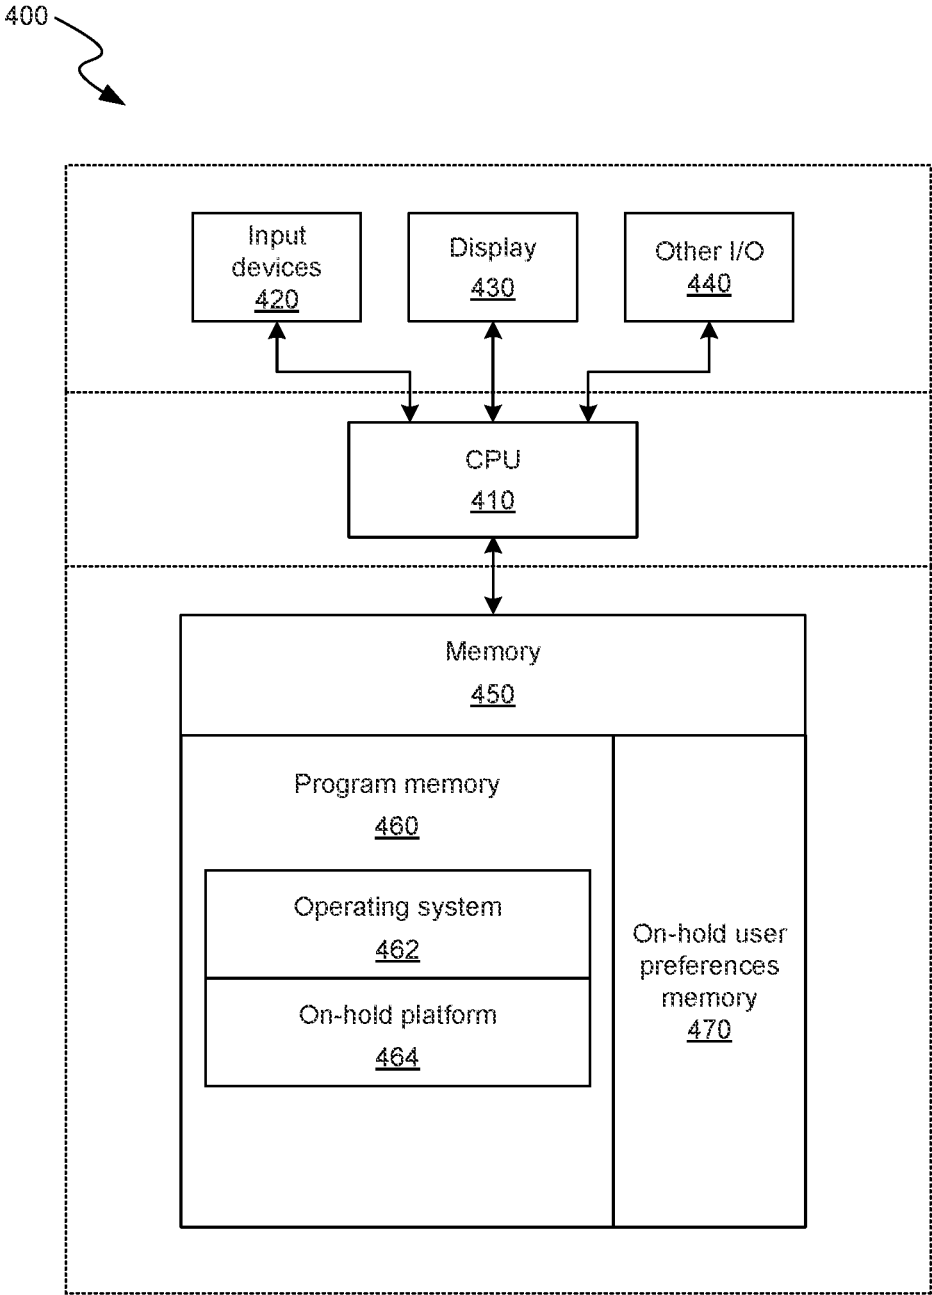 400
Input
devices
420
Display
430
Other I/O
440
CPU
410
Memory
450
Program memory
460
Operating system
462
On-hold platform
464
On-hold user
preferences
memory
470